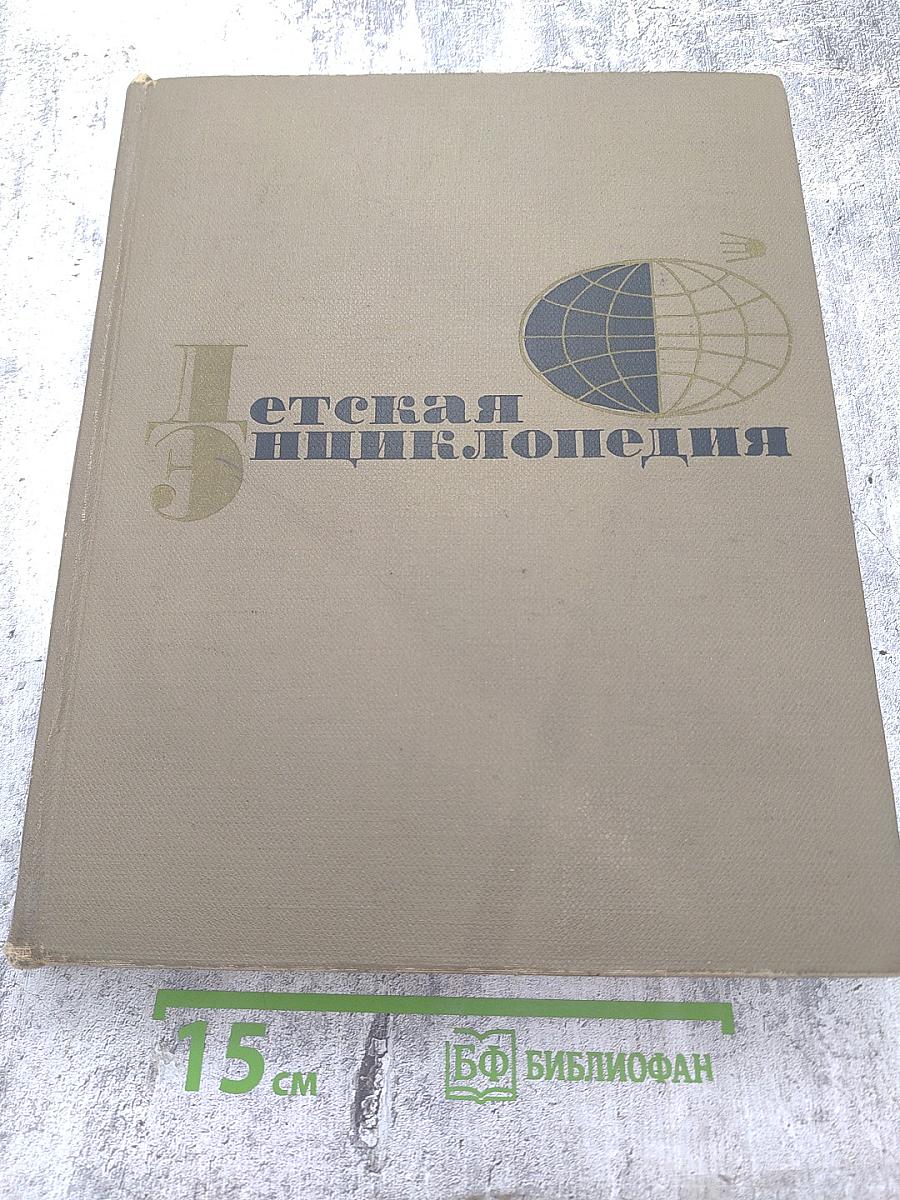 Детская
Энциклопедия
15 см
БФ БИБЛИОФАН